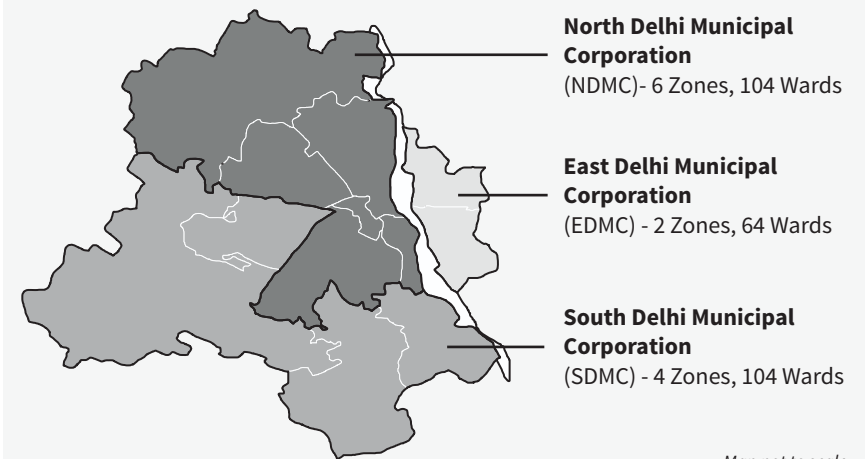 North Delhi Municipal
Corporation
(NDMC)- 6 Zones, 104 Wards
East Delhi Municipal
Corporation
(EDMC) - 2 Zones, 64 Wards
South Delhi Municipal
Corporation
(SDMC) - 4 Zones, 104 Wards